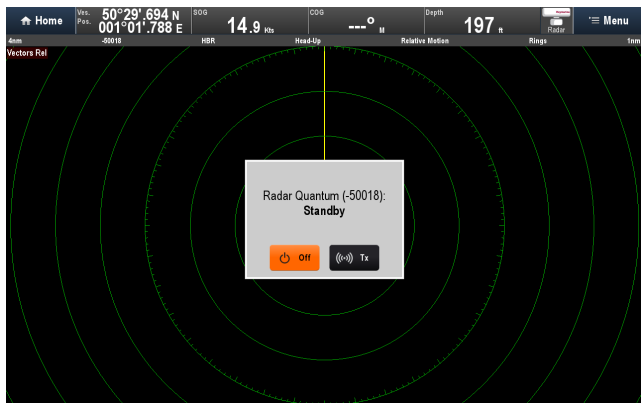 Home
Ves. Pos. 50°29'.694 N
001°01'.788 E
SOG
14.9 Kts
COG
---° M
Depth
197 ft
Radar
Menu
4nm -50018 HBR Head-Up Relative Motion Rings 1nm
Vectors Rel
Radar Quantum (-50018):
Standby
Off
Tx